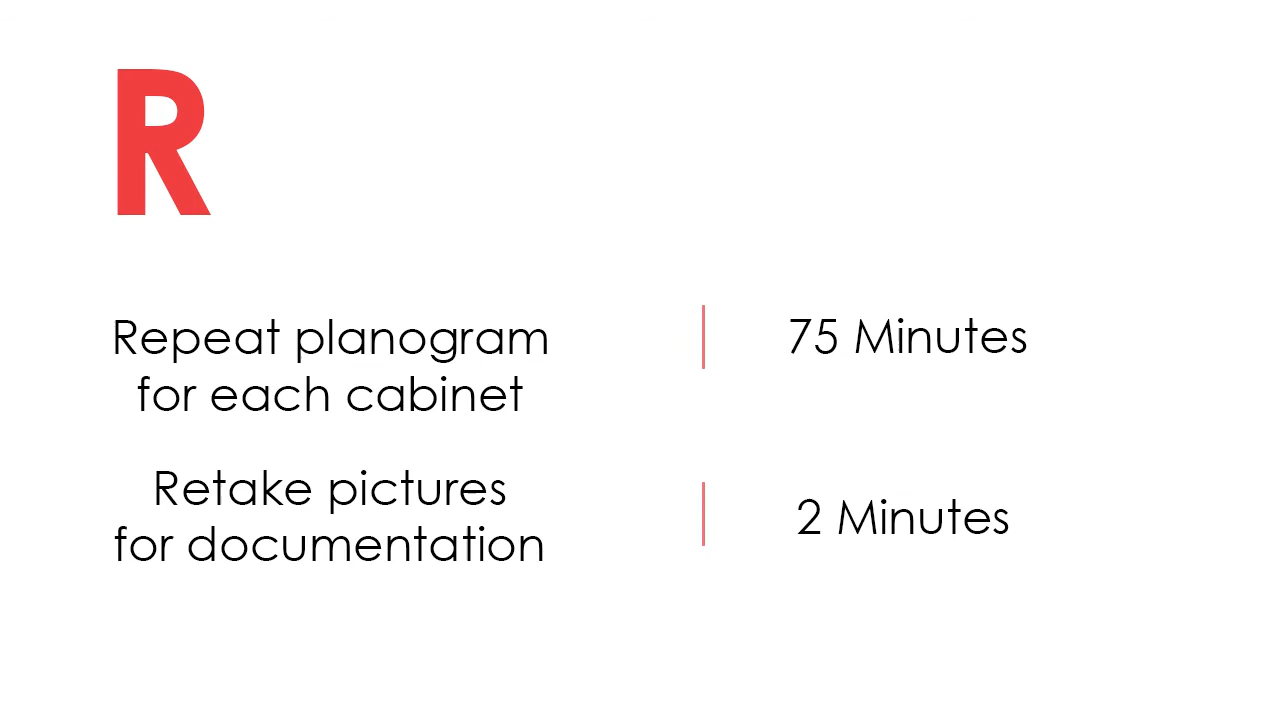 R
Repeat planogram
for each cabinet
75 Minutes
Retake pictures
for documentation
2 Minutes